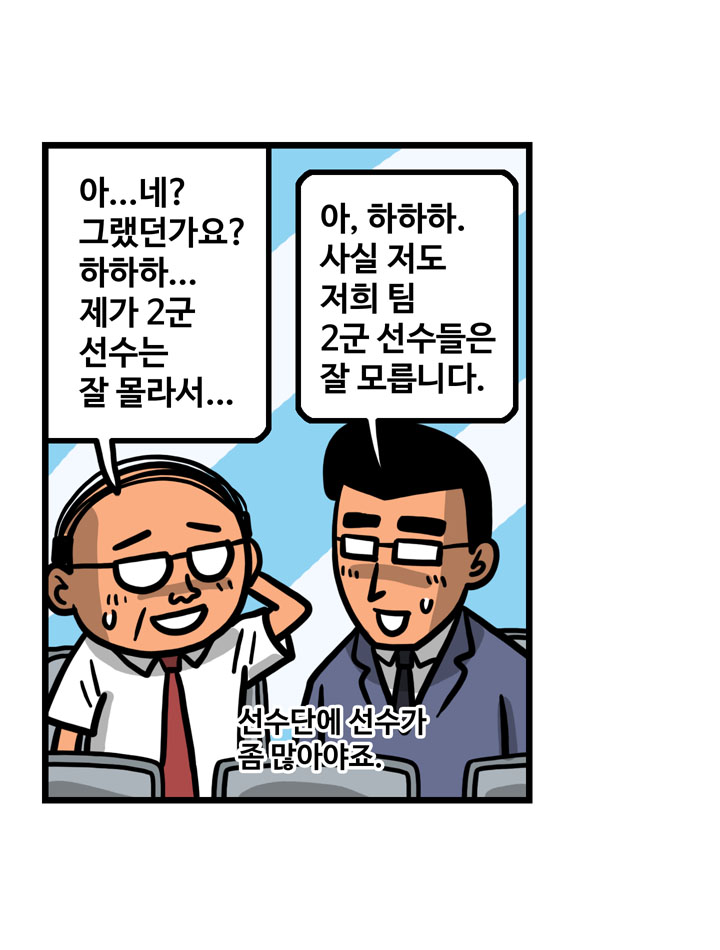 아...네?
그랬던가요?
하하하...
제가 2군
선수는
잘 몰라서...
아, 하하하.
사실 저도
저희 팀
2군 선수들은
잘 모릅니다.
선수단에 선수가
좀 많아야죠.